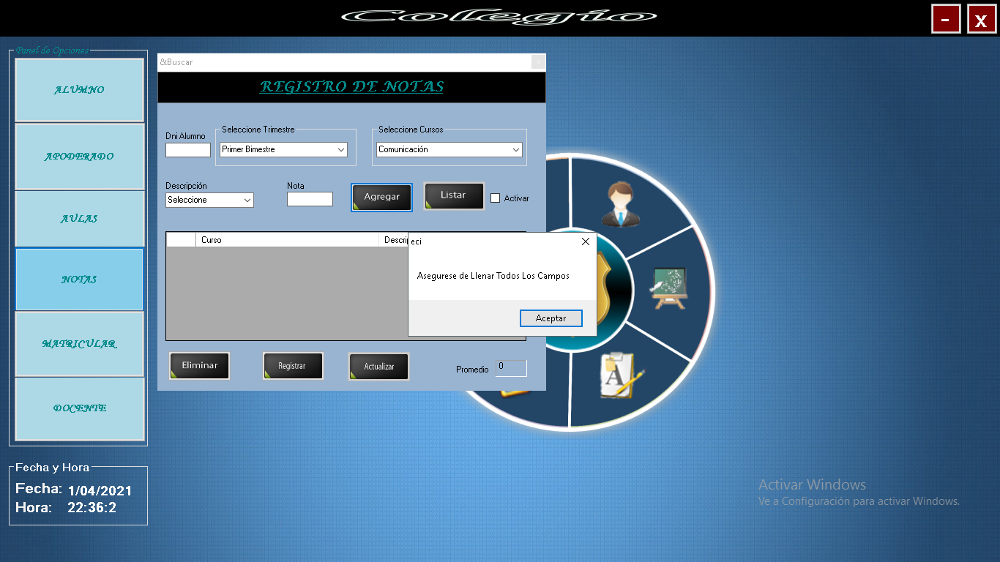 Colegio
-
x
Panel de Opciones
ALUMNO
APODERADO
AULAS
NOTAS
MATRICULAR
DOCENTE
Fecha y Hora
Fecha: 1/04/2021
Hora: 22:36:2
&Buscar
REGISTRO DE NOTAS
Dni Alumno
Seleccione Trimestre
Primer Bimestre
Seleccione Cursos
Comunicación
Descripción
Seleccione
Nota
Agregar
Listar
Activar
Curso
eci
Asegurese de Llenar Todos Los Campos
Aceptar
Eliminar
Registrar
Actualizar
Promedio
0
A
Activar Windows
Ve a Configuración para activar Windows.